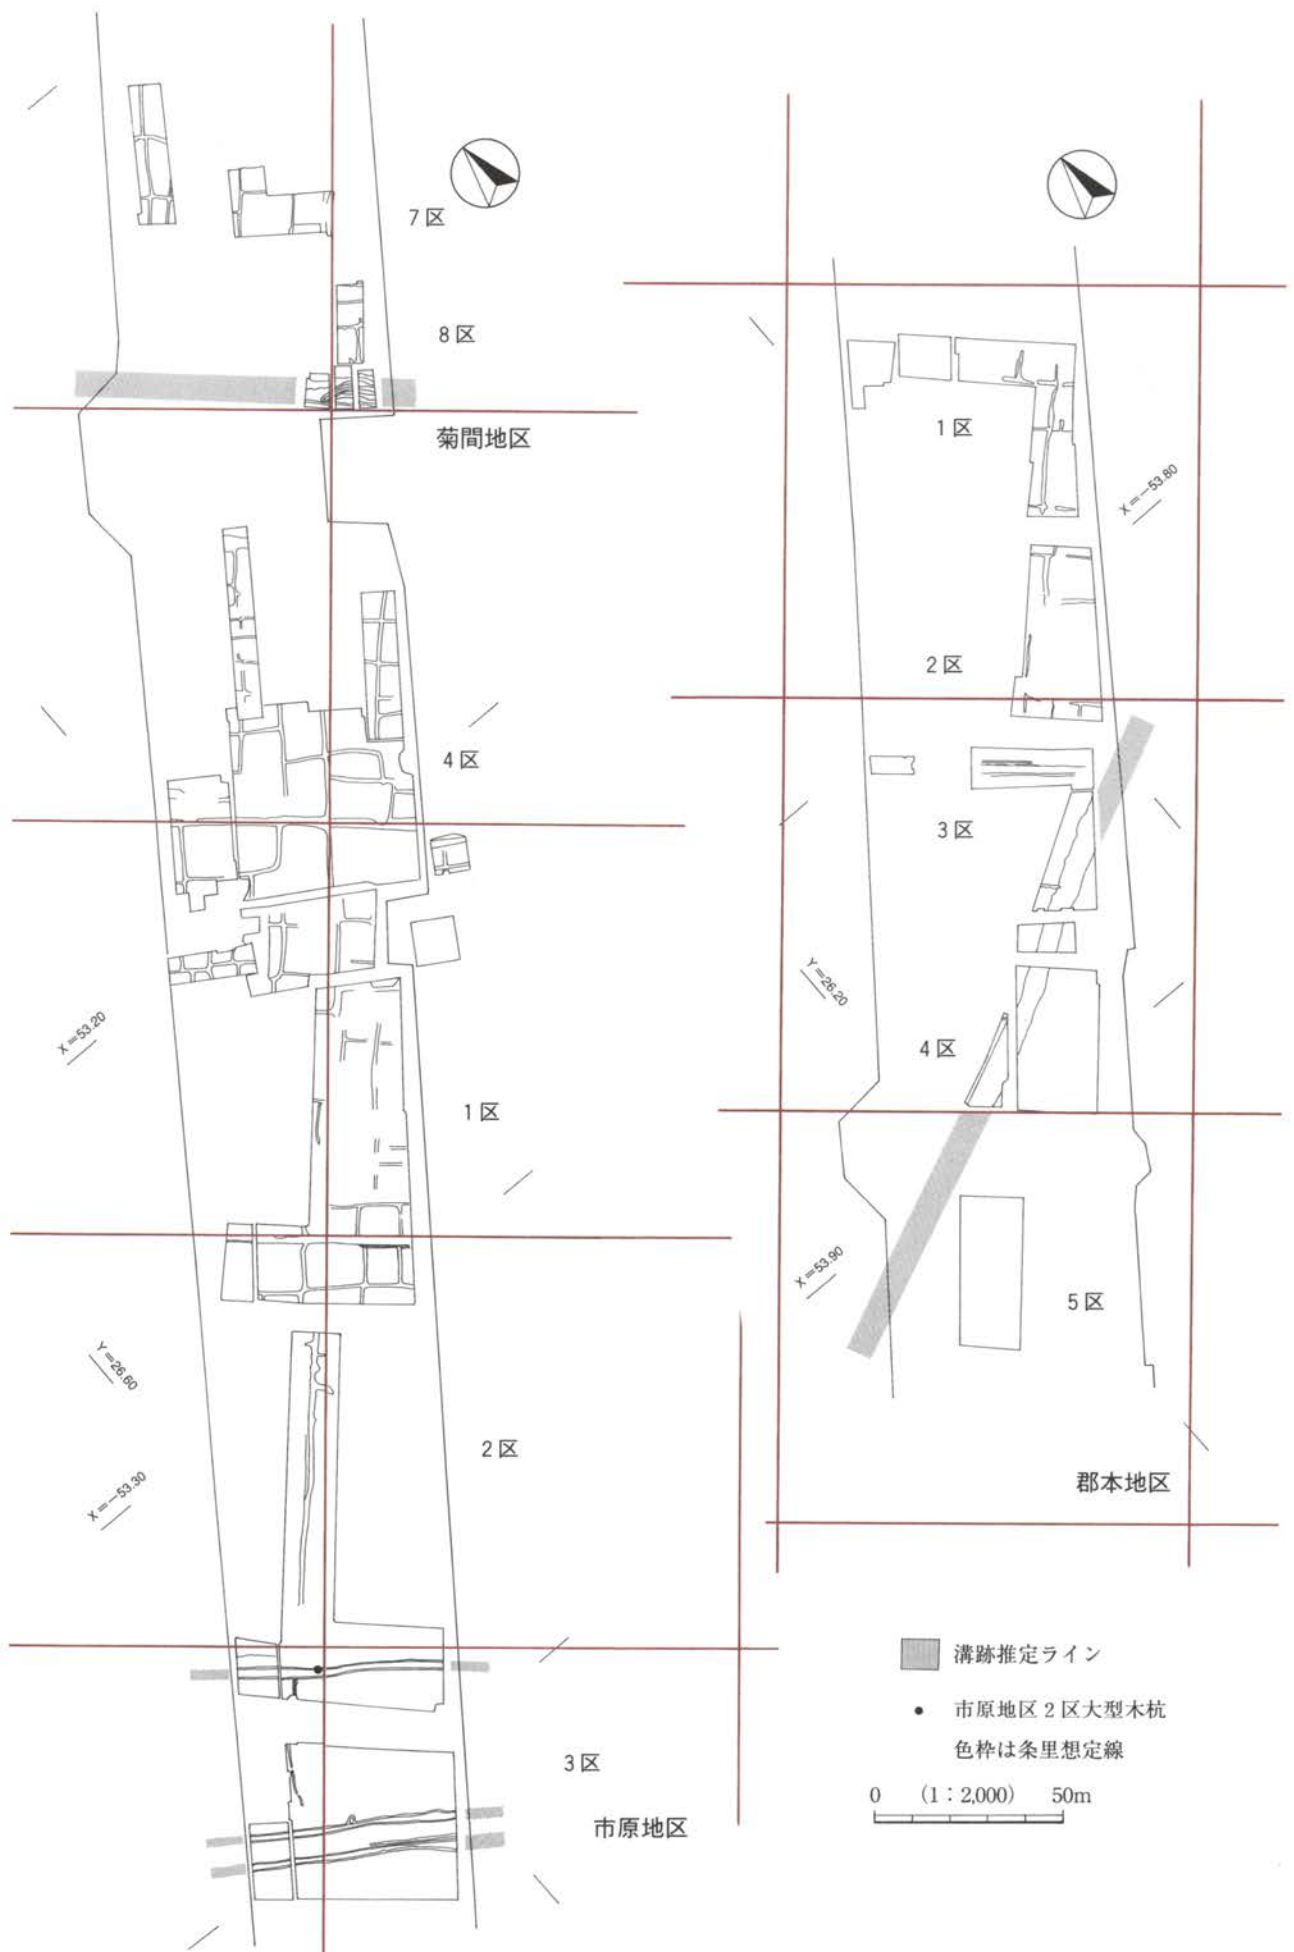 7区
8区
菊間地区
4区
X=53.20
1区
Y=26.60
2区
X=-53.30
3区
市原地区
1区
X=-53.80
2区
3区
Y=26.20
4区
X=53.90
5区
郡本地区
溝跡推定ライン
● 市原地区2区大型木杭
色枠は条里想定線
0 (1:2,000) 50m